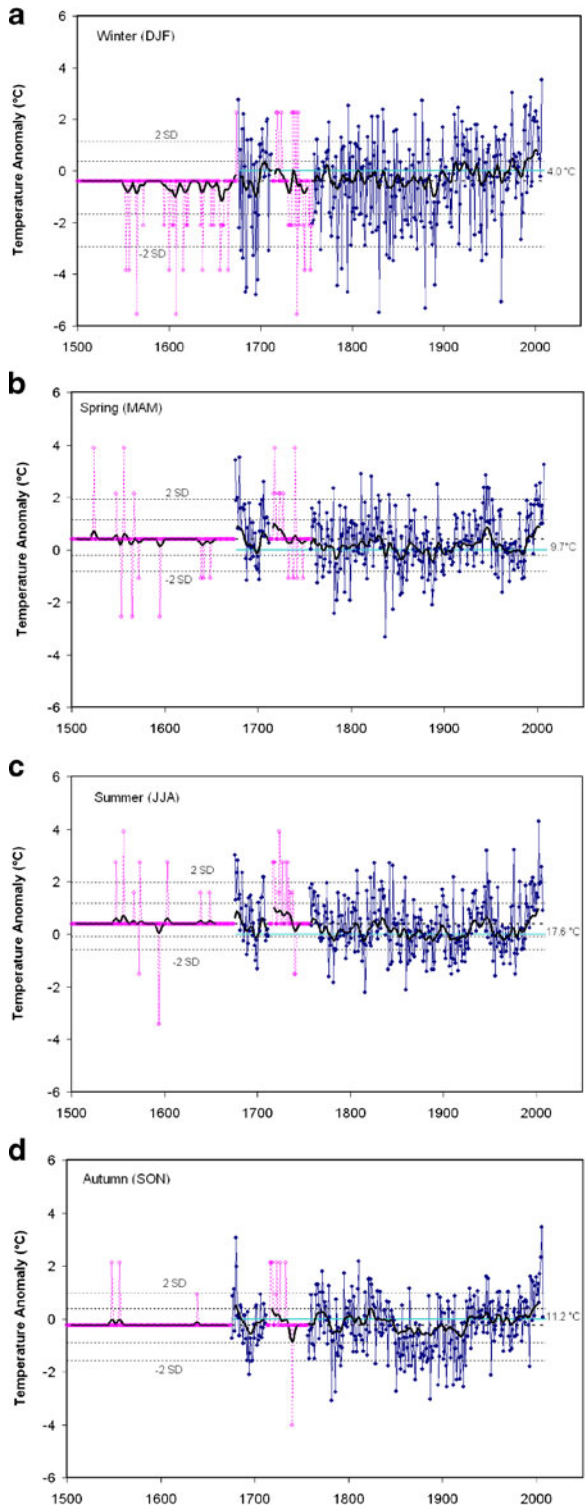 a
Winter (DJF)
Temperature Anomaly (°C)
6
4
2
0
-2
-4
-6
2 SD
-2 SD
4.0 °C
1500 1600 1700 1800 1900 2000
b
Spring (MAM)
Temperature Anomaly (°C)
6
4
2
0
-2
-4
-6
2 SD
-2 SD
9.7°C
1500 1600 1700 1800 1900 2000
c
Summer (JJA)
Temperature Anomaly (°C)
6
4
2
0
-2
-4
-6
2 SD
-2 SD
17.6 °C
1500 1600 1700 1800 1900 2000
d
Autumn (SON)
Temperature Anomaly (°C)
6
4
2
0
-2
-4
-6
2 SD
-2 SD
11.2 °C
1500 1600 1700 1800 1900 2000